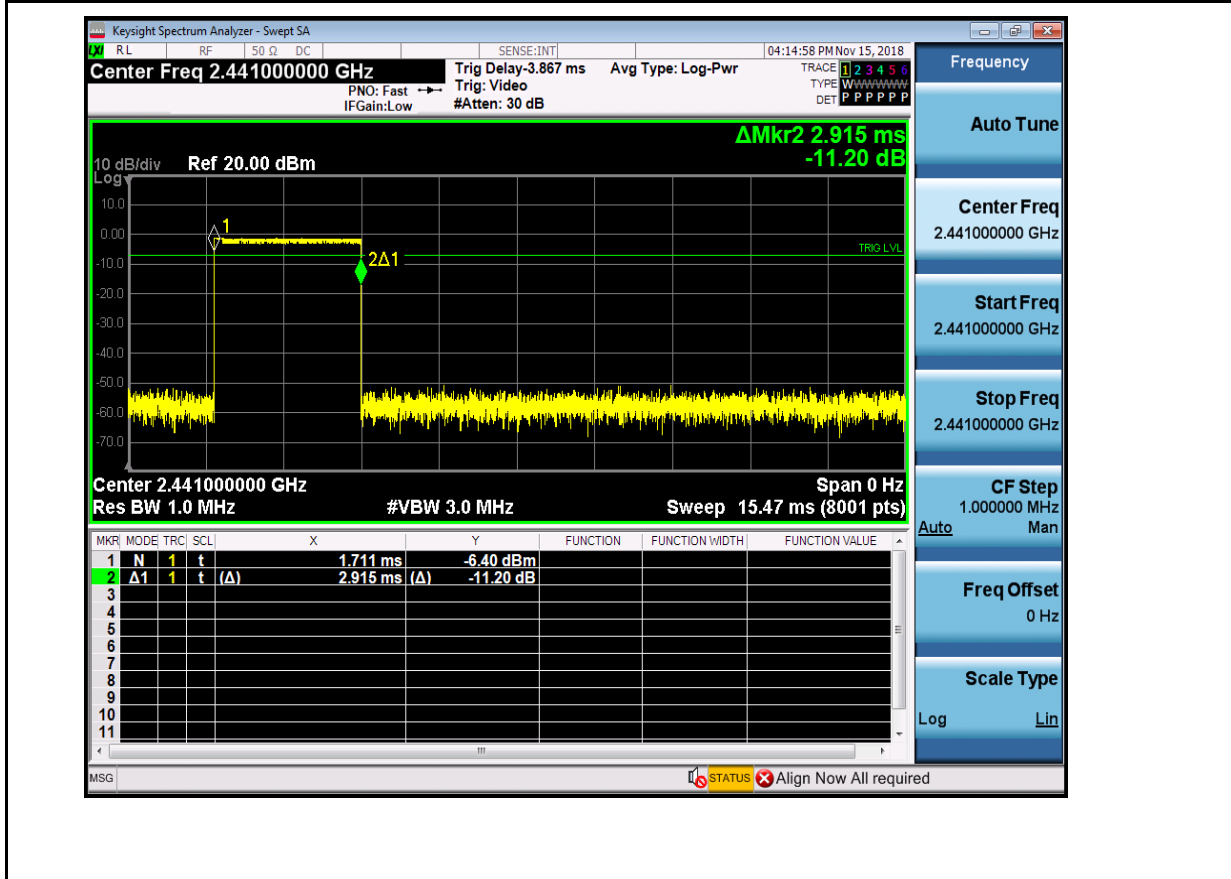 Keysight Spectrum Analyzer - Swept SA
LXI RL RF 50 Ω DC SENSE:INT 04:14:58 PM Nov 15, 2018
Center Freq 2.441000000 GHz
PNO: Fast
IFGain:Low
Trig Delay-3.867 ms
Trig: Video
#Atten: 30 dB
Avg Type: Log-Pwr
TRACE 1 2 3 4 5 6
TYPE WWWWWW
DET P P P P P P
ΔMkr2 2.915 ms
-11.20 dB
10 dB/div Ref 20.00 dBm
Log
10.0
0.00
-10.0
-20.0
-30.0
-40.0
-50.0
-60.0
-70.0
1
2Δ1
TRIG LVL
Center 2.441000000 GHz Span 0 Hz
Res BW 1.0 MHz #VBW 3.0 MHz Sweep 15.47 ms (8001 pts)
MKR MODE TRC SCL X Y FUNCTION FUNCTION WIDTH FUNCTION VALUE
1 N 1 t 1.711 ms -6.40 dBm
2 Δ1 1 t (Δ) 2.915 ms (Δ) -11.20 dB
3
4
5
6
7
8
9
10
11
MSG STATUS Align Now All required
Frequency
Auto Tune
Center Freq
2.441000000 GHz
Start Freq
2.441000000 GHz
Stop Freq
2.441000000 GHz
CF Step
1.000000 MHz
Auto Man
Freq Offset
0 Hz
Scale Type
Log Lin